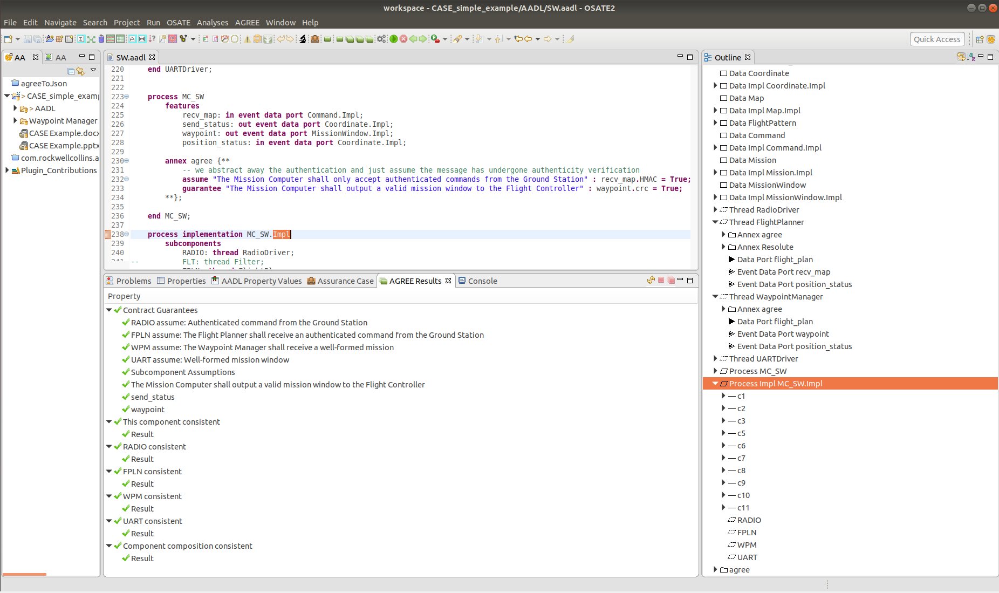 workspace - CASE_simple_example/AADL/SW.aadl - OSATE2
File Edit Navigate Search Project Run OSATE Analyses AGREE Window Help
Quick Access
AA
AA
agreeToJson
> CASE_simple_examp
> AADL
Waypoint Manager
CASE Example.docx
CASE Example.pptx
com.rockwellcollins.a
Plugin_Contributions
SW.aadl
220 end UARTDriver;
221
222
223 process MC_SW
224 features
225 recv_map: in event data port Command.Impl;
226 send_status: out event data port Coordinate.Impl;
227 waypoint: out event data port MissionWindow.Impl;
228 position_status: in event data port Coordinate.Impl;
229
230 annex agree {**
231 -- we abstract away the authentication and just assume the message has undergone authenticity verification
232 assume "The Mission Computer shall only accept authenticated commands from the Ground Station" : recv_map.HMAC = True;
233 guarantee "The Mission Computer shall output a valid mission window to the Flight Controller" : waypoint.crc = True;
234 **};
235
236 end MC_SW;
237
238 process implementation MC_SW.Impl
239 subcomponents
240 RADIO: thread RadioDriver;
241 -- FLT: thread Filter;
Problems Properties AADL Property Values Assurance Case AGREE Results Console
Property
Contract Guarantees
RADIO assume: Authenticated command from the Ground Station
FPLN assume: The Flight Planner shall receive an authenticated command from the Ground Station
WPM assume: The Waypoint Manager shall receive a well-formed mission
UART assume: Well-formed mission window
Subcomponent Assumptions
The Mission Computer shall output a valid mission window to the Flight Controller
send_status
waypoint
This component consistent
Result
RADIO consistent
Result
FPLN consistent
Result
WPM consistent
Result
UART consistent
Result
Component composition consistent
Result
Outline
Data Coordinate
Data Impl Coordinate.Impl
Data Map
Data Impl Map.Impl
Data FlightPattern
Data Command
Data Impl Command.Impl
Data Mission
Data Impl Mission.Impl
Data MissionWindow
Data Impl MissionWindow.Impl
Thread RadioDriver
Thread FlightPlanner
Annex agree
Annex Resolute
Data Port flight_plan
Event Data Port recv_map
Event Data Port position_status
Thread WaypointManager
Annex agree
Data Port flight_plan
Event Data Port waypoint
Event Data Port position_status
Thread UARTDriver
Process MC_SW
Process Impl MC_SW.Impl
c1
c2
c3
c5
c6
c7
c8
c9
c10
c11
RADIO
FPLN
WPM
UART
agree